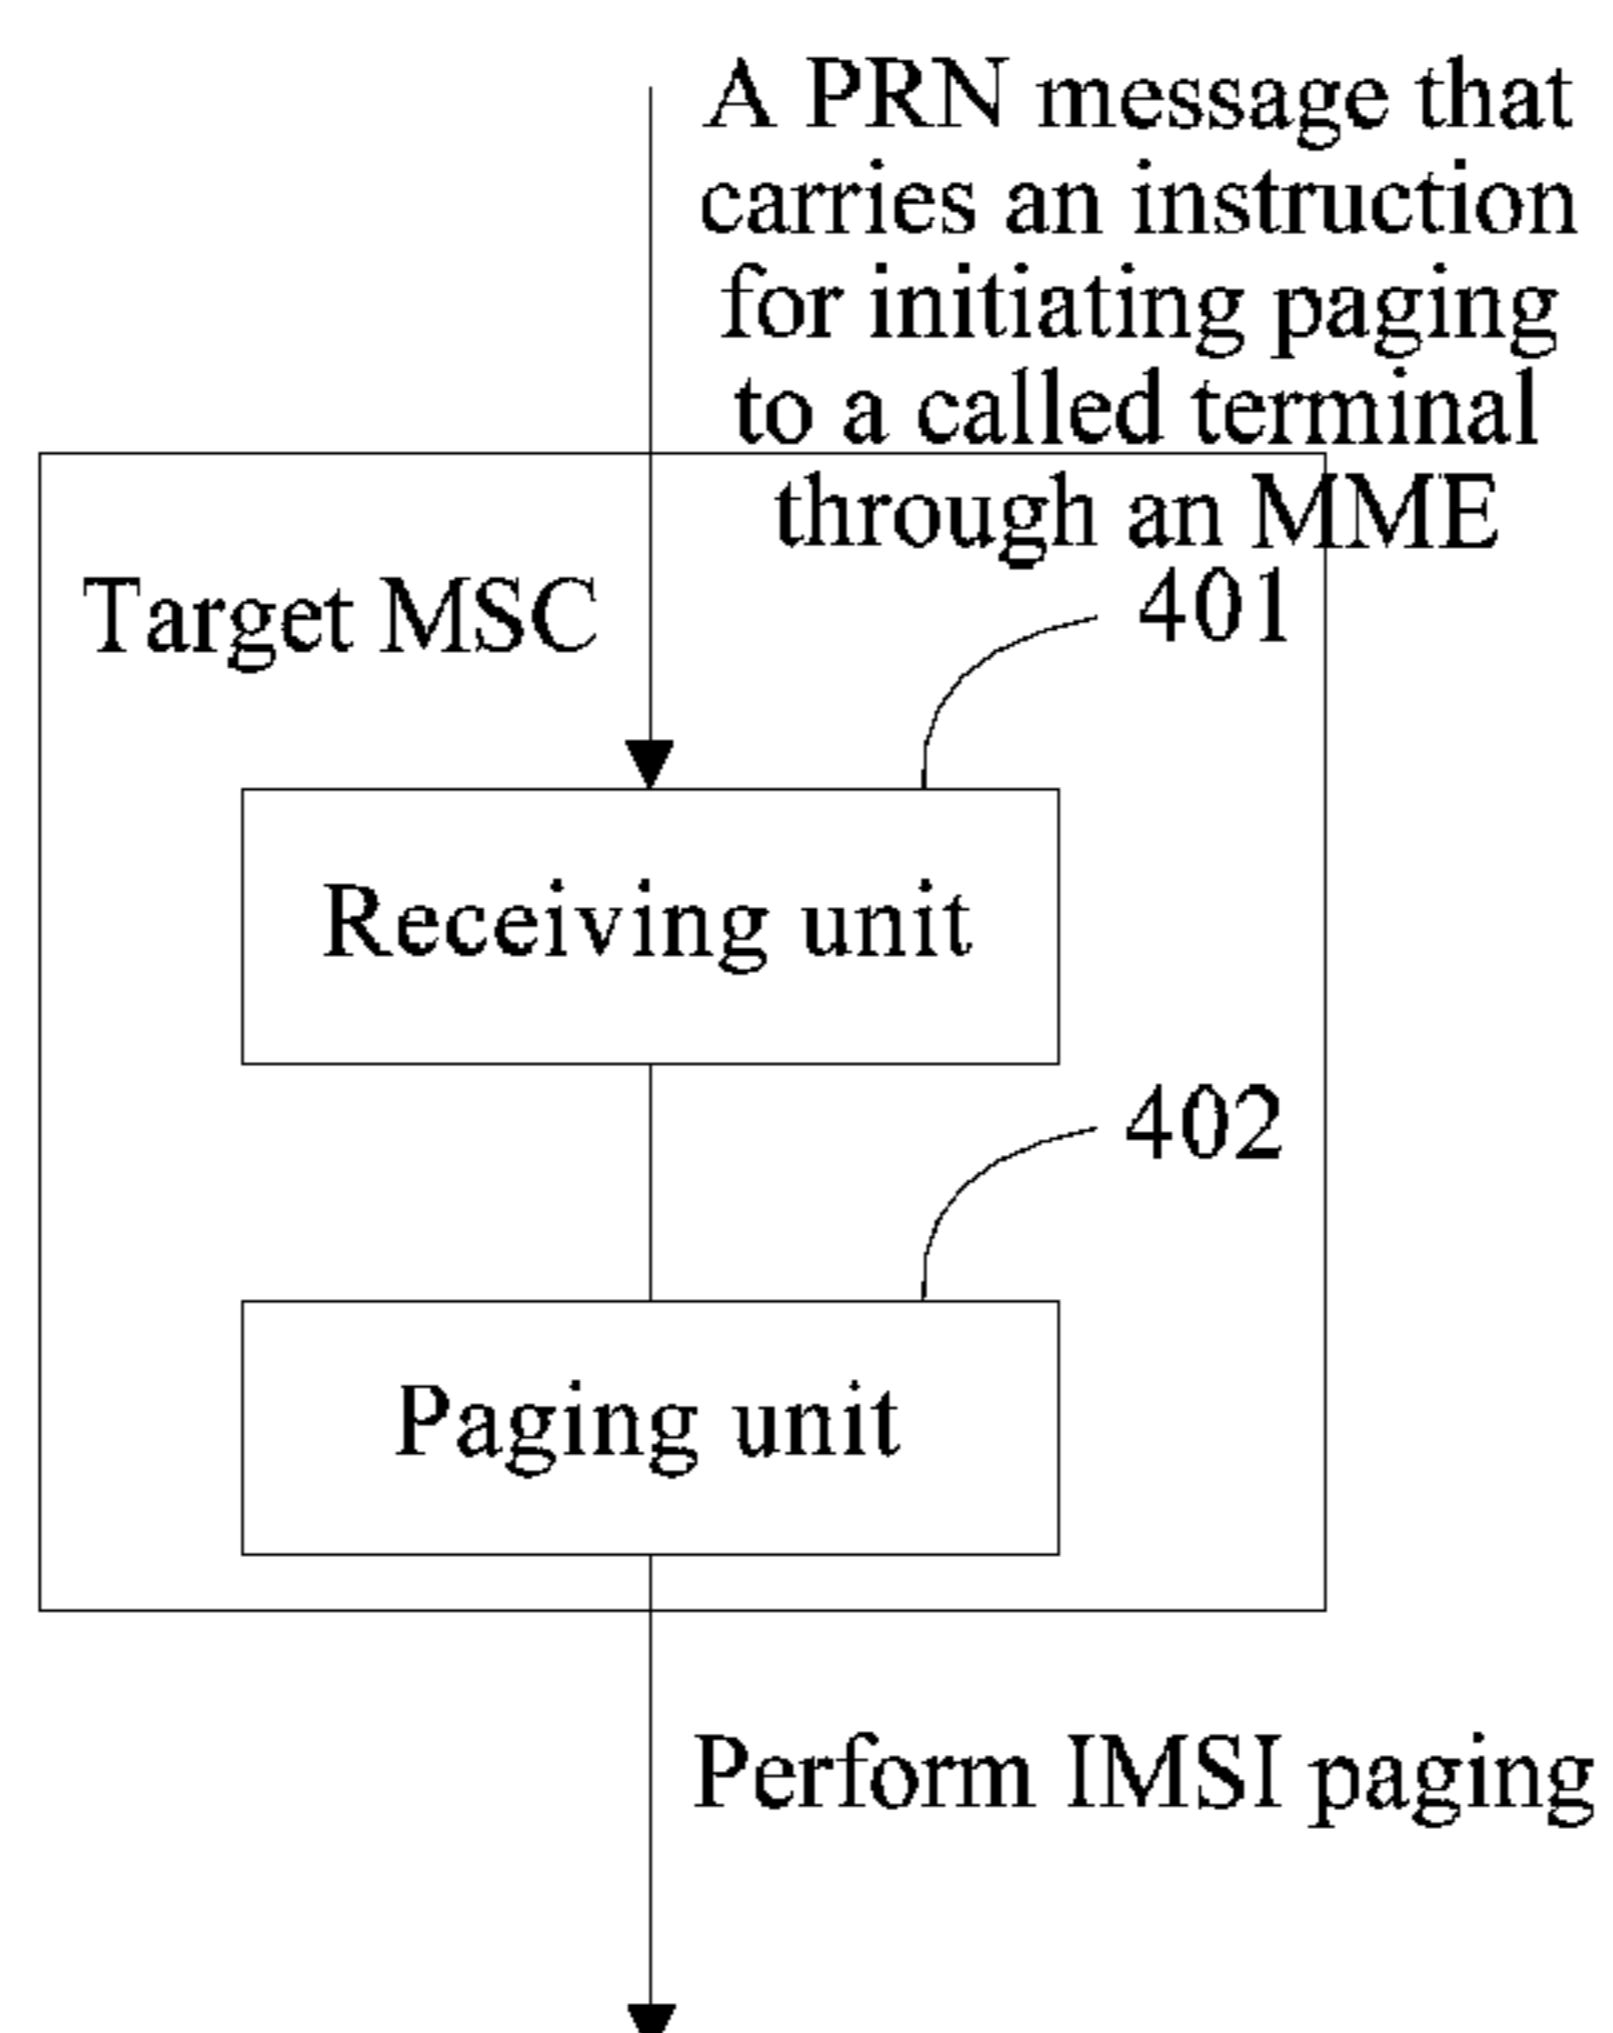 A PRN message that
carries an instruction
for initiating paging
to a called terminal
through an MME
Target MSC
401
Receiving unit
402
Paging unit
Perform IMSI paging